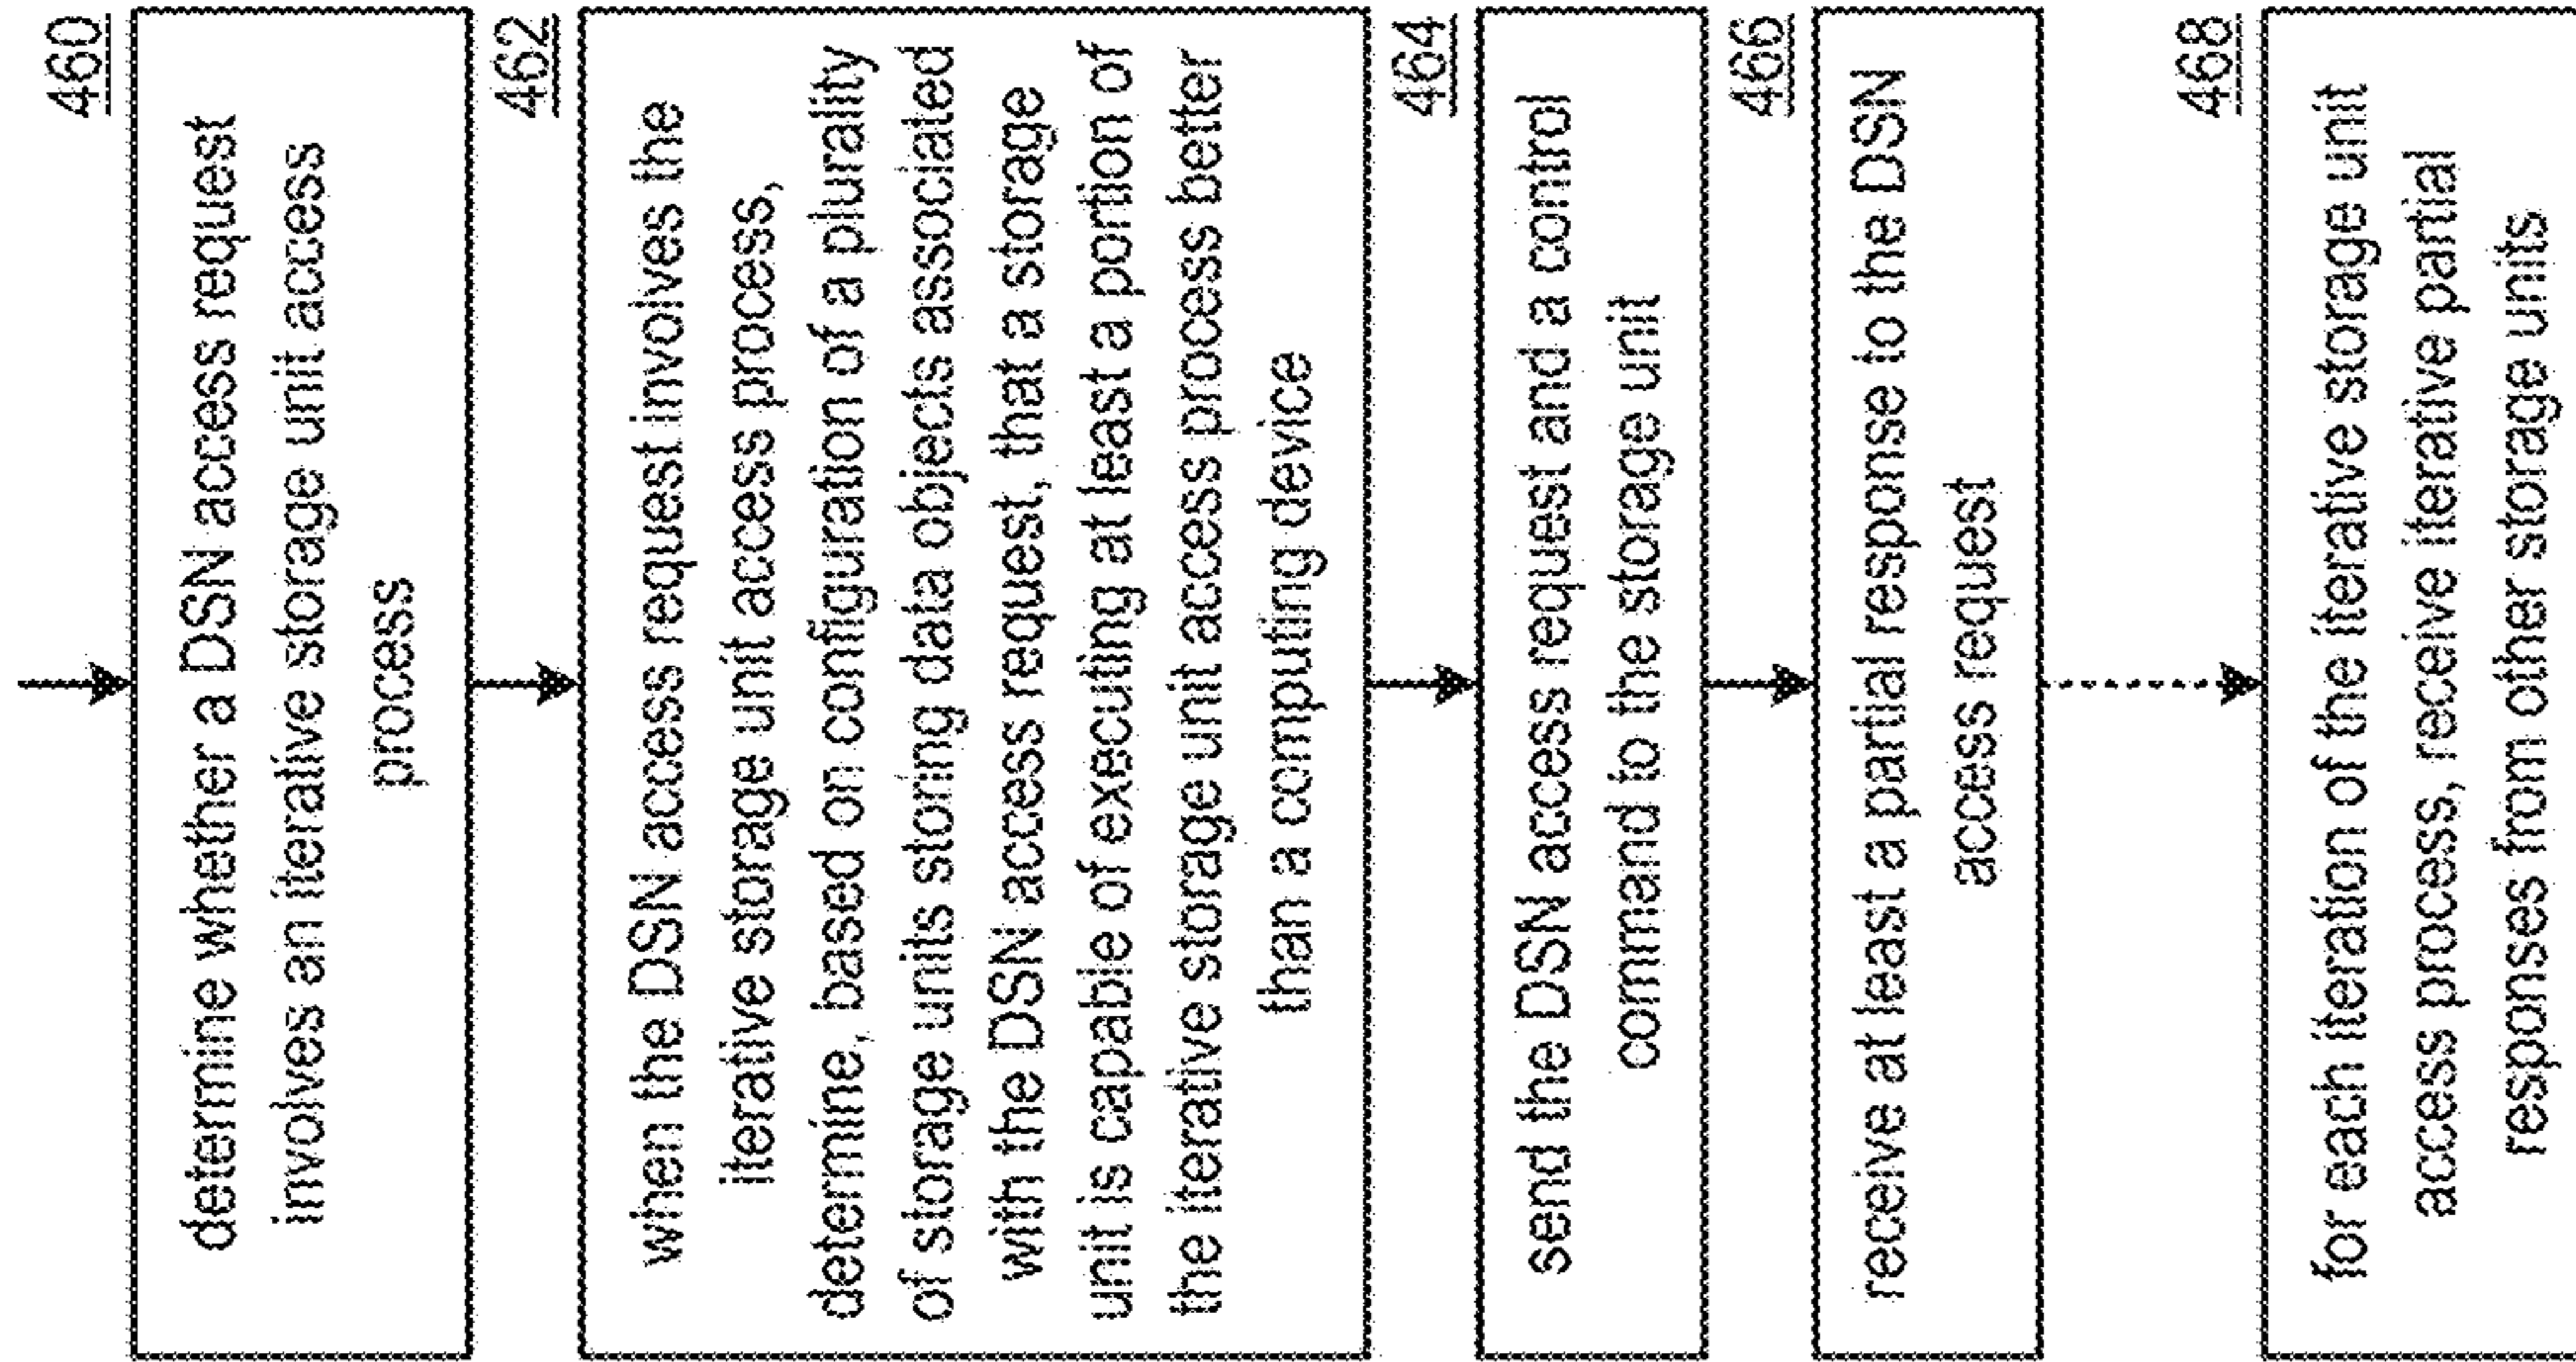 460
determine whether a DSN access request
involves an iterative storage unit access
process
462
when the DSN access request involves the
iterative storage unit access process,
determine, based on configuration of a plurality
of storage units storing data objects associated
with the DSN access request, that a storage
unit is capable of executing at least a portion of
the iterative storage unit access process better
than a computing device
464
send the DSN access request and a control
command to the storage unit
466
receive at least a partial response to the DSN
access request
468
for each iteration of the iterative storage unit
access process, receive iterative partial
responses from other storage units